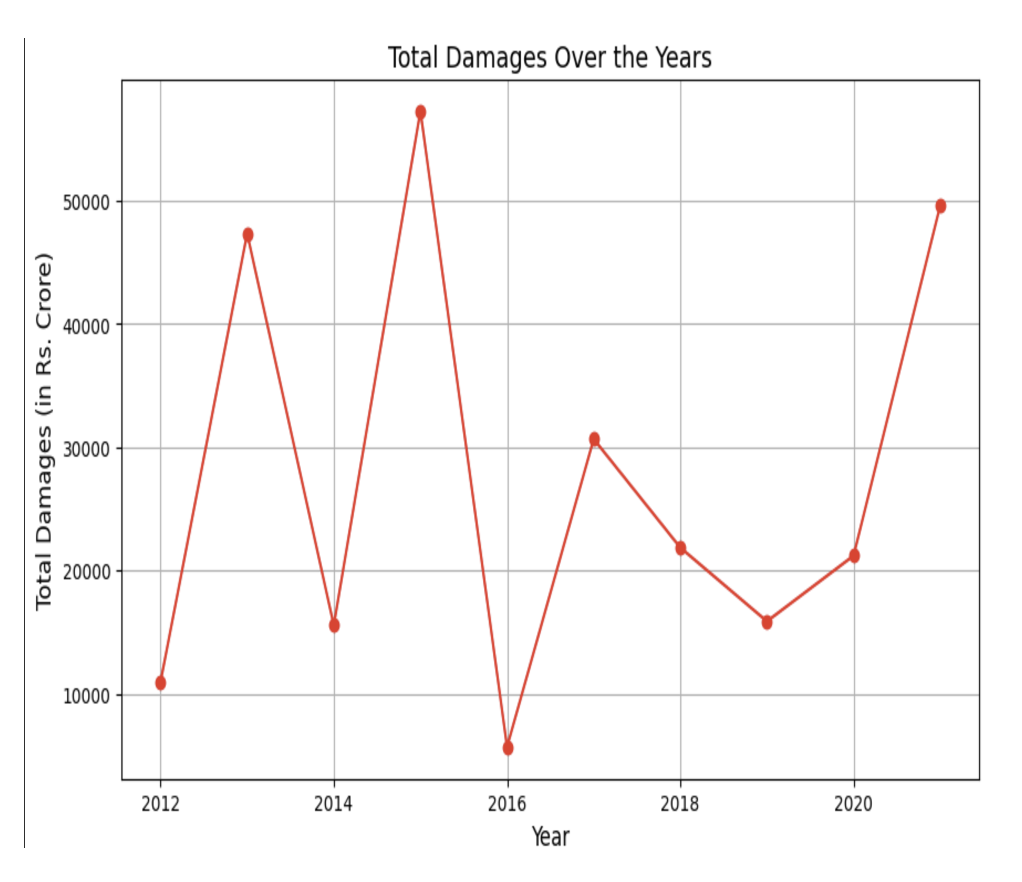 Total Damages Over the Years
Total Damages (in Rs. Crore)
50000
40000
30000
20000
10000
2012 2014 2016 2018 2020
Year